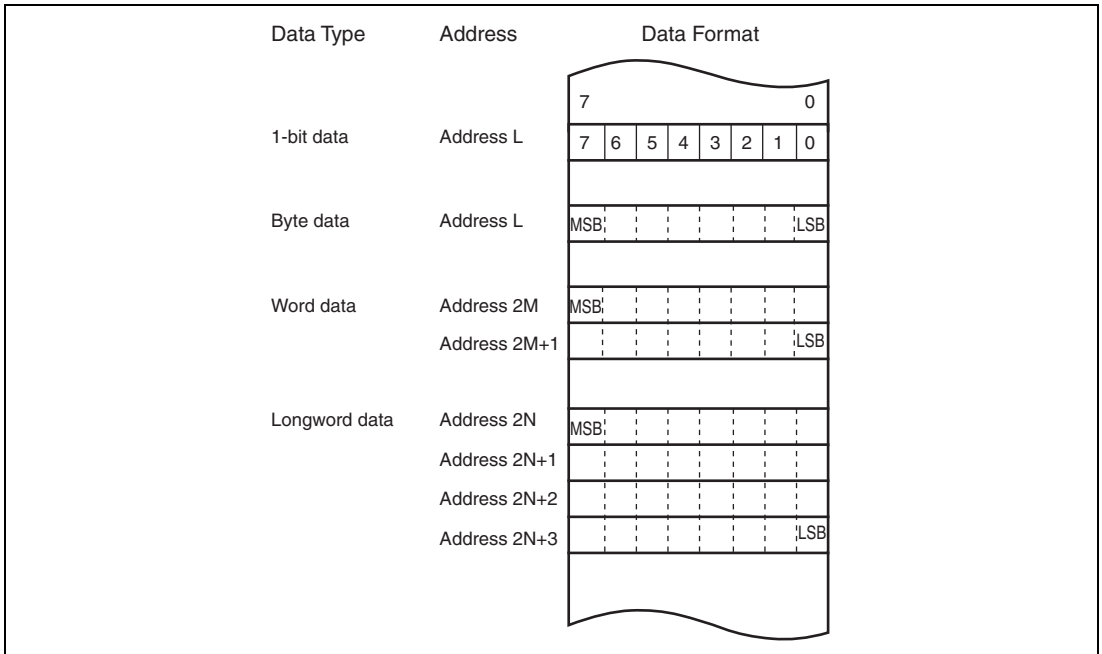 Data Type Address Data Format
7 0
1-bit data Address L 7 6 5 4 3 2 1 0
Byte data Address L MSB LSB
Word data Address 2M MSB
Address 2M+1 LSB
Longword data Address 2N MSB
Address 2N+1
Address 2N+2
Address 2N+3 LSB